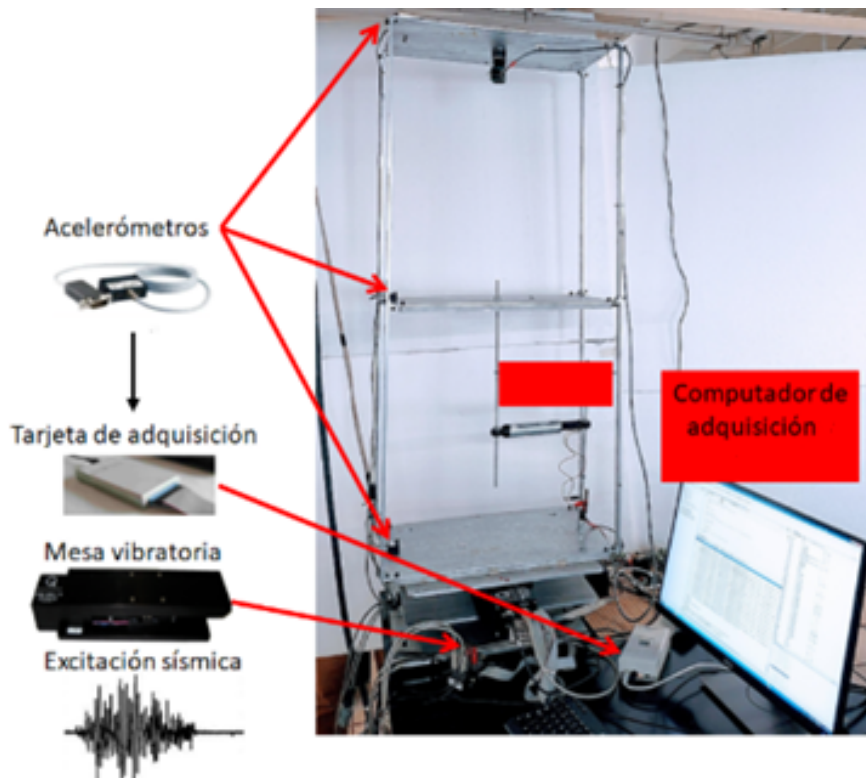 Acelerómetros
Tarjeta de adquisición
Mesa vibratoria
Excitación sísmica
Computador de
adquisición